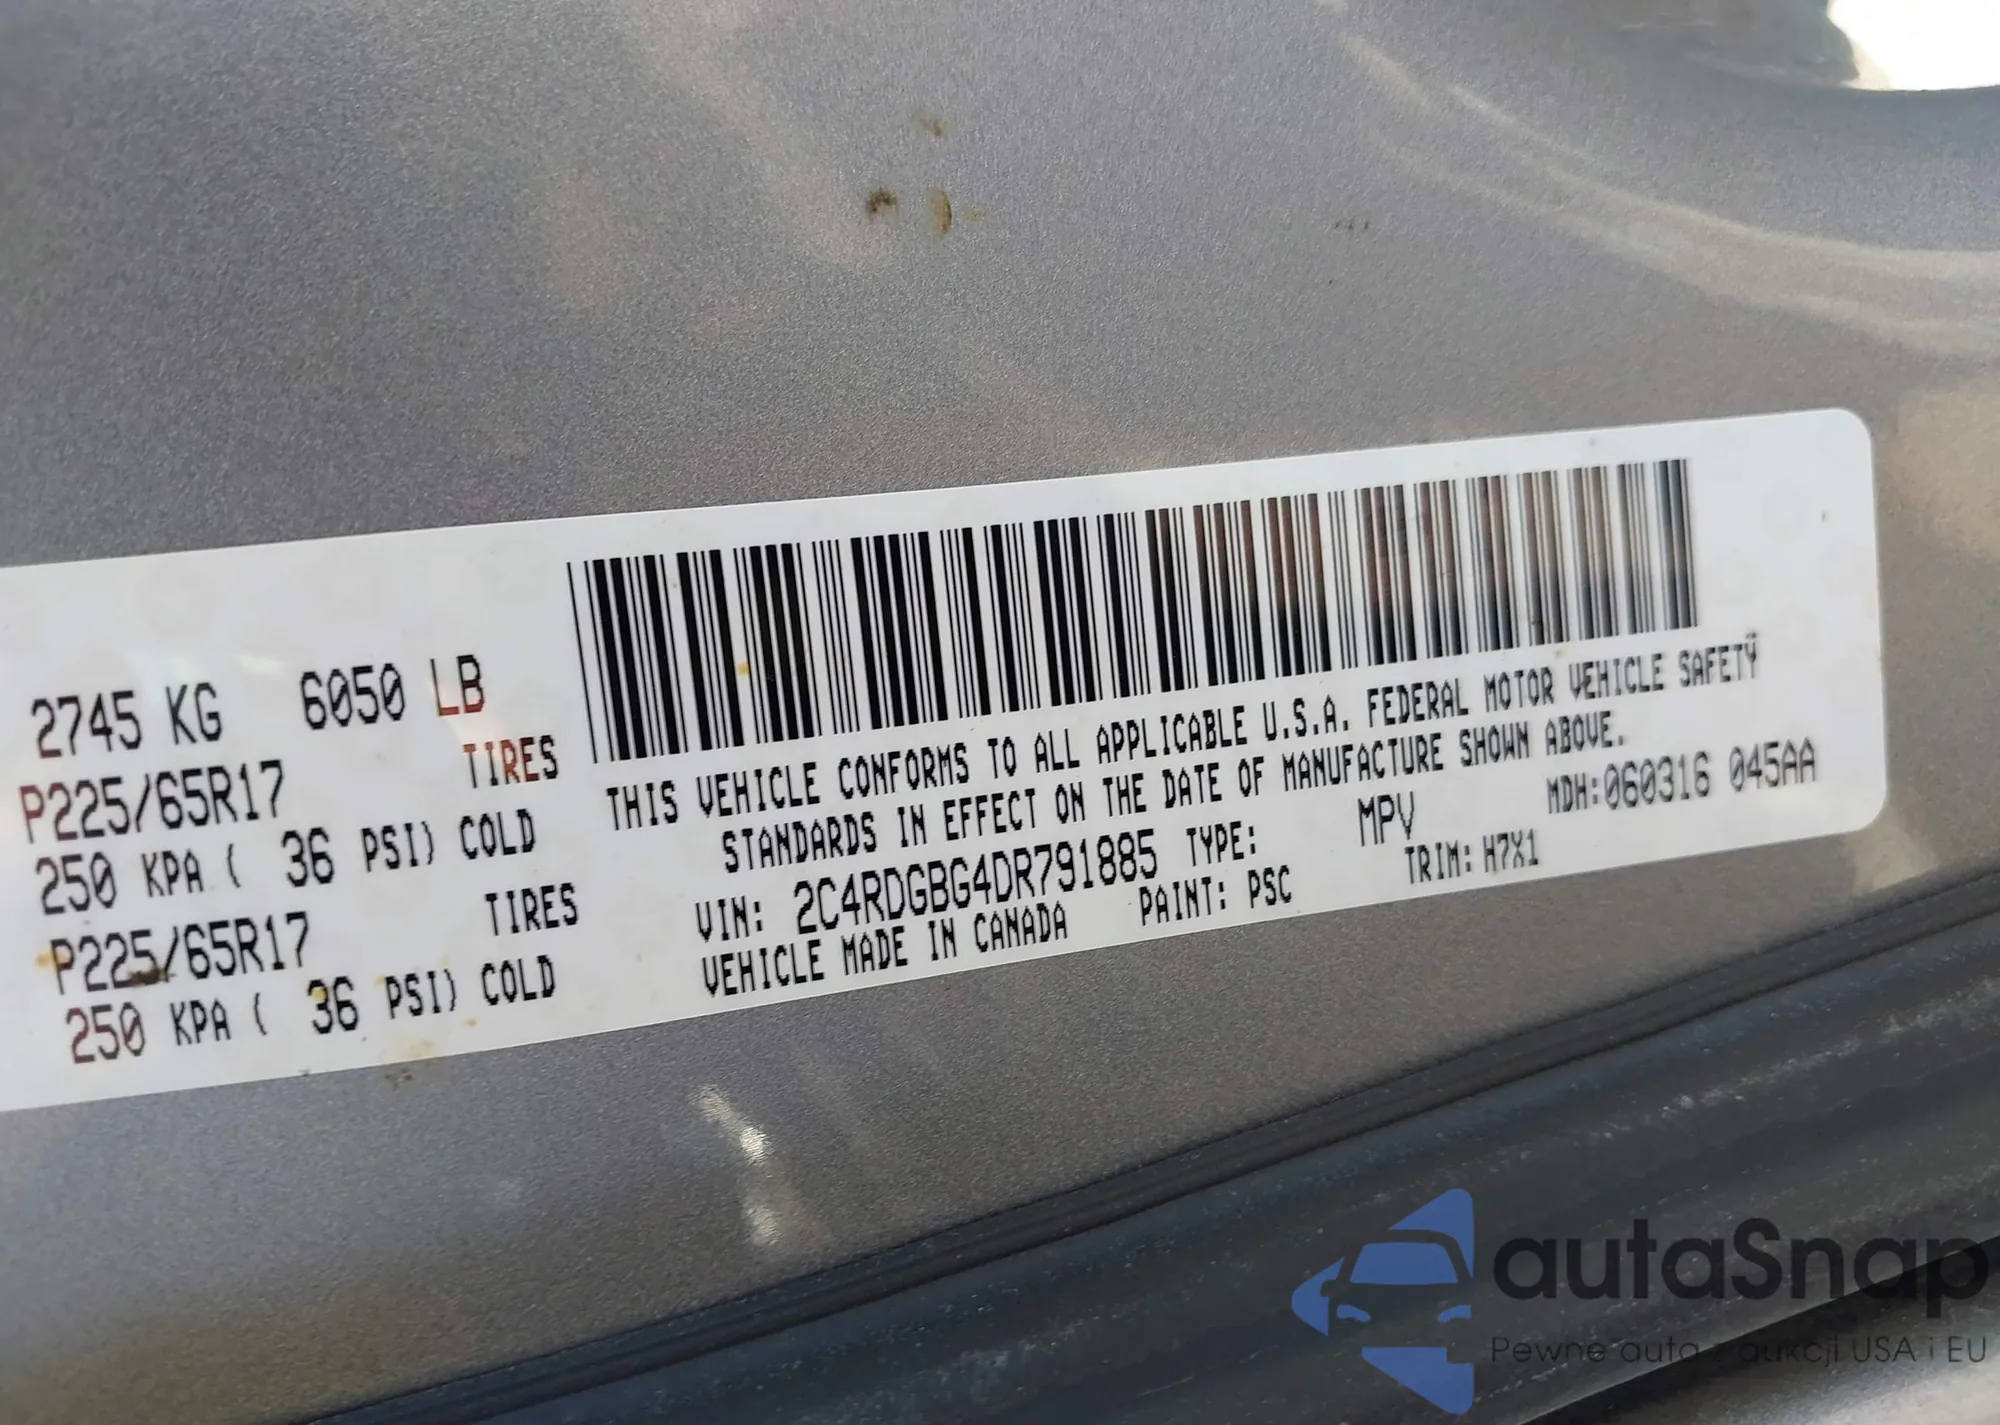 2745 KG 6050 LB
P225/65R17 TIRES
250 KPA ( 36 PSI) COLD
P225/65R17 TIRES
250 KPA ( 36 PSI) COLD
THIS VEHICLE CONFORMS TO ALL APPLICABLE U.S.A. FEDERAL MOTOR VEHICLE SAFETY
STANDARDS IN EFFECT ON THE DATE OF MANUFACTURE SHOWN ABOVE.
MDH:060316 045AA
VIN: 2C4RDGBG4DR791885 TYPE: MPV
VEHICLE MADE IN CANADA PAINT: PSC TRIM: H7X1
autaSnap
Pewne auta z aukcji USA i EU